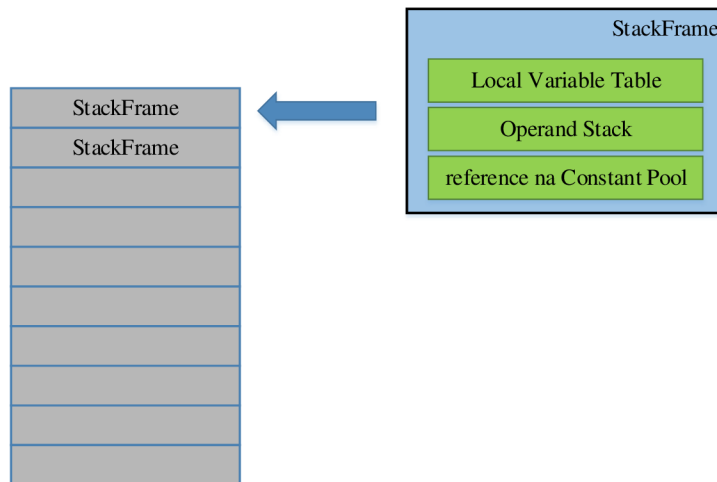 StackFrame
Local Variable Table
Operand Stack
reference na Constant Pool
StackFrame
StackFrame